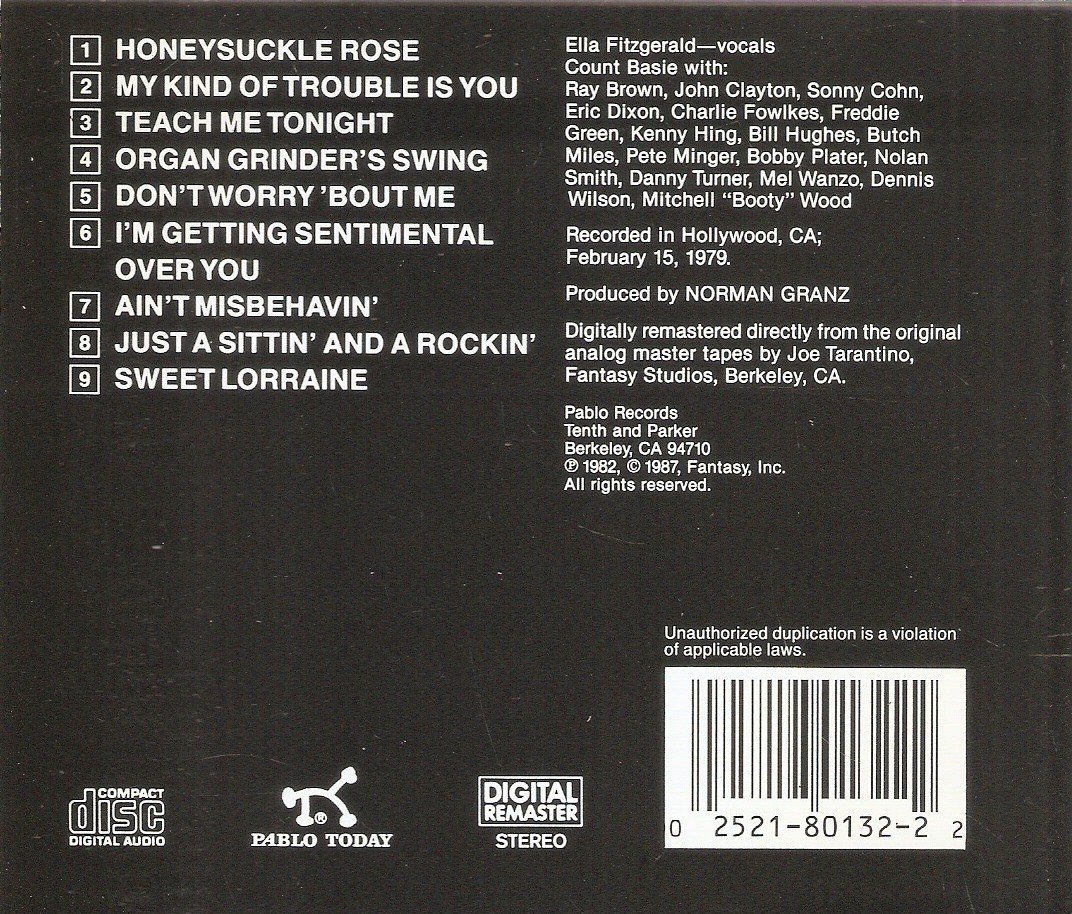 1 HONEYSUCKLE ROSE
2 MY KIND OF TROUBLE IS YOU
3 TEACH ME TONIGHT
4 ORGAN GRINDER'S SWING
5 DON'T WORRY 'BOUT ME
6 I'M GETTING SENTIMENTAL
OVER YOU
7 AIN'T MISBEHAVIN'
8 JUST A SITTIN' AND A ROCKIN'
9 SWEET LORRAINE
Ella Fitzgerald—vocals
Count Basie with:
Ray Brown, John Clayton, Sonny Cohn,
Eric Dixon, Charlie Fowlkes, Freddie
Green, Kenny Hing, Bill Hughes, Butch
Miles, Pete Minger, Bobby Plater, Nolan
Smith, Danny Turner, Mel Wanzo, Dennis
Wilson, Mitchell “Booty” Wood
Recorded in Hollywood, CA;
February 15, 1979.
Produced by NORMAN GRANZ
Digitally remastered directly from the original
analog master tapes by Joe Tarantino,
Fantasy Studios, Berkeley, CA.
Pablo Records
Tenth and Parker
Berkeley, CA 94710
℗ 1982, © 1987, Fantasy, Inc.
All rights reserved.
Unauthorized duplication is a violation
of applicable laws.
0 2521-80132-2 2
COMPACT
disc
DIGITAL AUDIO
®
PABLO TODAY
DIGITAL
REMASTER
STEREO